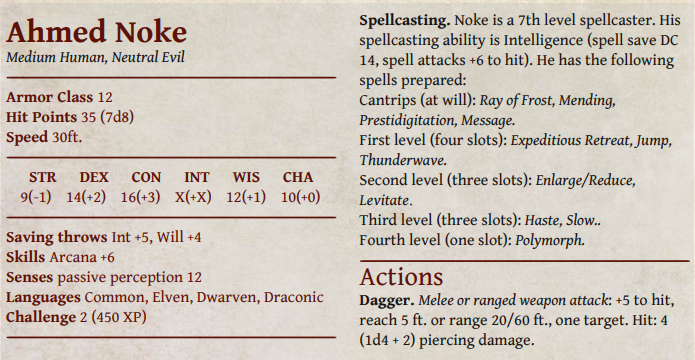 Ahmed Noke
Medium Human, Neutral Evil
Armor Class 12
Hit Points 35 (7d8)
Speed 30ft.
STR DEX CON INT WIS CHA
9(-1) 14(+2) 16(+3) X(+X) 12(+1) 10(+0)
Saving throws Int +5, Will +4
Skills Arcana +6
Senses passive perception 12
Languages Common, Elven, Dwarven, Draconic
Challenge 2 (450 XP)
Spellcasting. Noke is a 7th level spellcaster. His
spellcasting ability is Intelligence (spell save DC
14, spell attacks +6 to hit). He has the following
spells prepared:
Cantrips (at will): Ray of Frost, Mending,
Prestidigitation, Message.
First level (four slots): Expeditious Retreat, Jump,
Thunderwave.
Second level (three slots): Enlarge/Reduce,
Levitate.
Third level (three slots): Haste, Slow..
Fourth level (one slot): Polymorph.
Actions
Dagger. Melee or ranged weapon attack: +5 to hit,
reach 5 ft. or range 20/60 ft., one target. Hit: 4
(1d4 + 2) piercing damage.